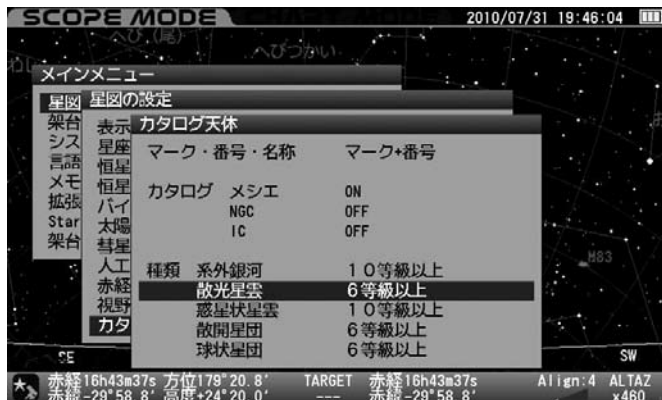 SCOPE MODE
2010/07/31 19:46:04
へび(尾)
へびつかい
メインメニュー
星図
架台
シス
言語
メモ
拡張
Star
架台
星図の設定
表示
星座
恒星
恒星
バイ
太陽
彗星
人工
赤経
視野
カタ
カタログ天体
マーク・番号・名称 マーク+番号
カタログ メシエ ON
NGC OFF
IC OFF
種類 系外銀河 10等級以上
散光星雲 6等級以上
惑星状星雲 10等級以上
散開星団 6等級以上
球状星団 6等級以上
M83
SE
SW
赤経16h43m37s 方位179°20.8' TARGET 赤経16h43m37s Align:4 ALTAZ
赤緯-29°58.8' 高度+24°20.0' --- 赤緯-29°58.8' x460